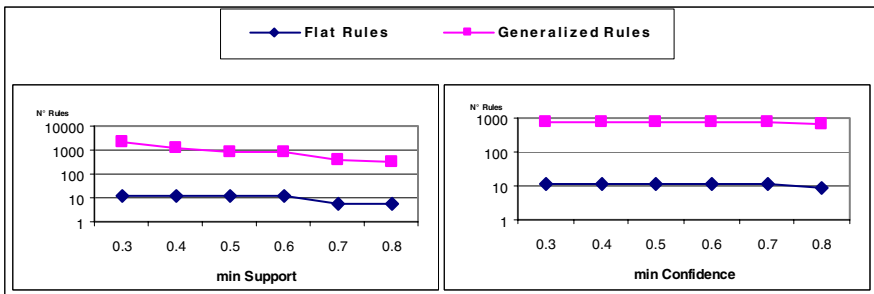 Flat Rules Generalized Rules
N° Rules
10000
1000
100
10
1
0.3 0.4 0.5 0.6 0.7 0.8
min Support
N° Rules
1000
100
10
1
0.3 0.4 0.5 0.6 0.7 0.8
min Confidence